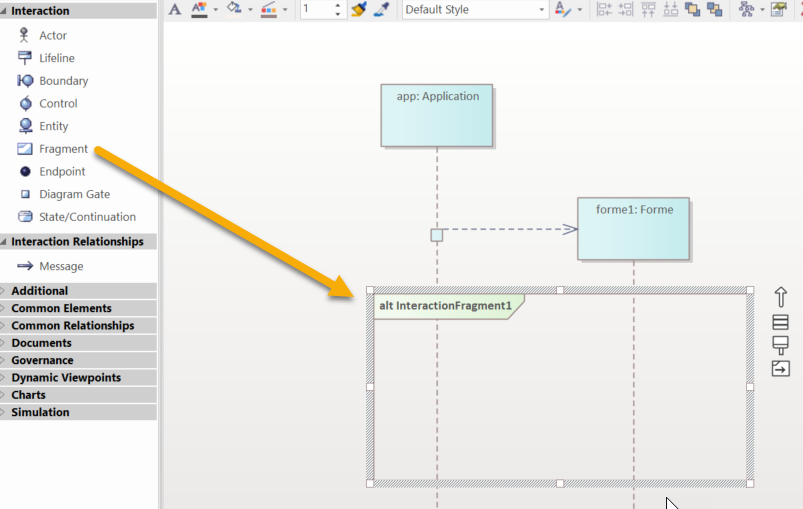 Interaction
Actor
Lifeline
Boundary
Control
Entity
Fragment
Endpoint
Diagram Gate
State/Continuation
Interaction Relationships
Message
Additional
Common Elements
Common Relationships
Documents
Governance
Dynamic Viewpoints
Charts
Simulation
A A 1 Default Style A
app: Application
forme1: Forme
alt InteractionFragment1